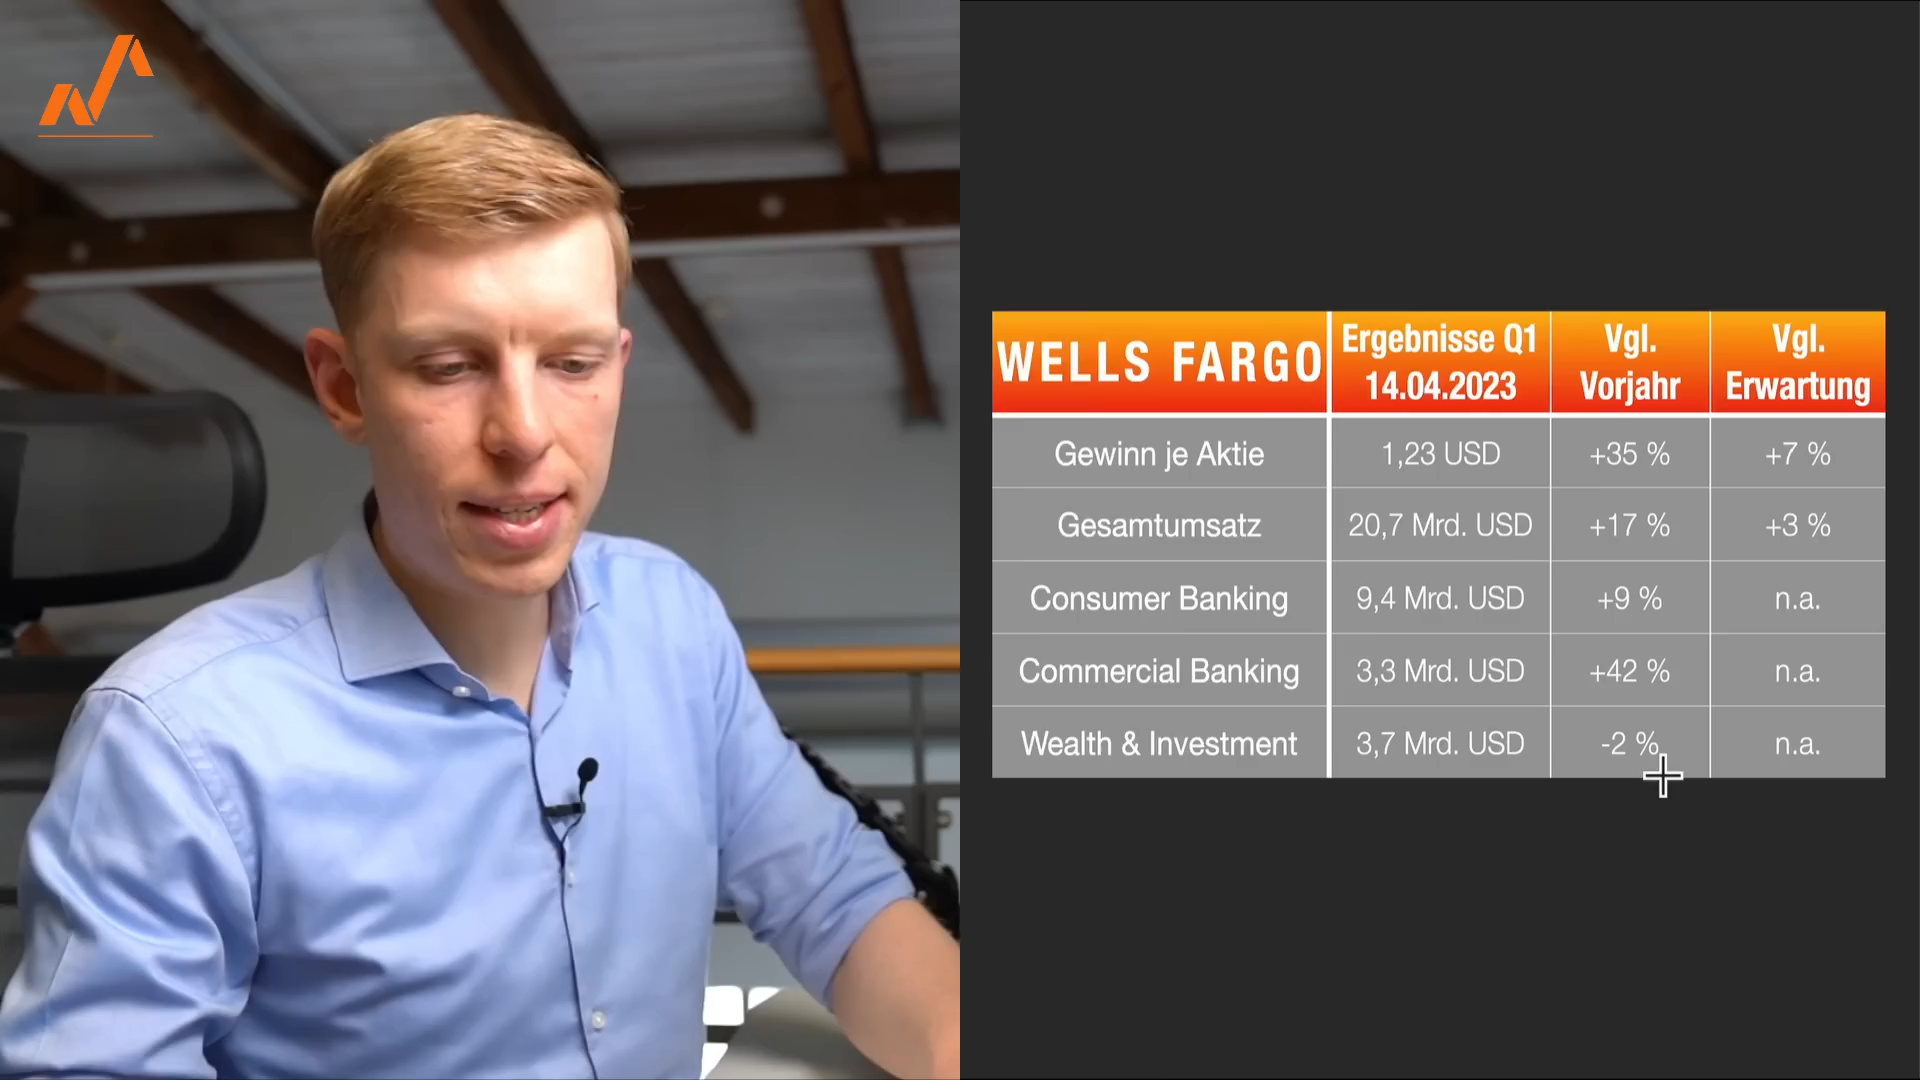 WELLS FARGO
Ergebnisse Q1
14.04.2023
Vgl.
Vorjahr
Vgl.
Erwartung
Gewinn je Aktie 1,23 USD +35 % +7 %
Gesamtumsatz 20,7 Mrd. USD +17 % +3 %
Consumer Banking 9,4 Mrd. USD +9 % n.a.
Commercial Banking 3,3 Mrd. USD +42 % n.a.
Wealth & Investment 3,7 Mrd. USD -2 % n.a.